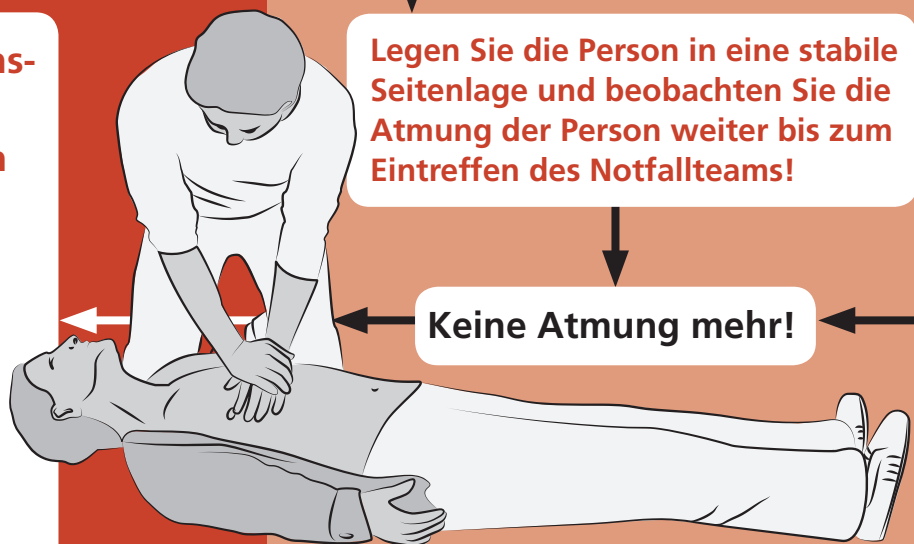 ns-
n
Legen Sie die Person in eine stabile
Seitenlage und beobachten Sie die
Atmung der Person weiter bis zum
Eintreffen des Notfallteams!
Keine Atmung mehr!